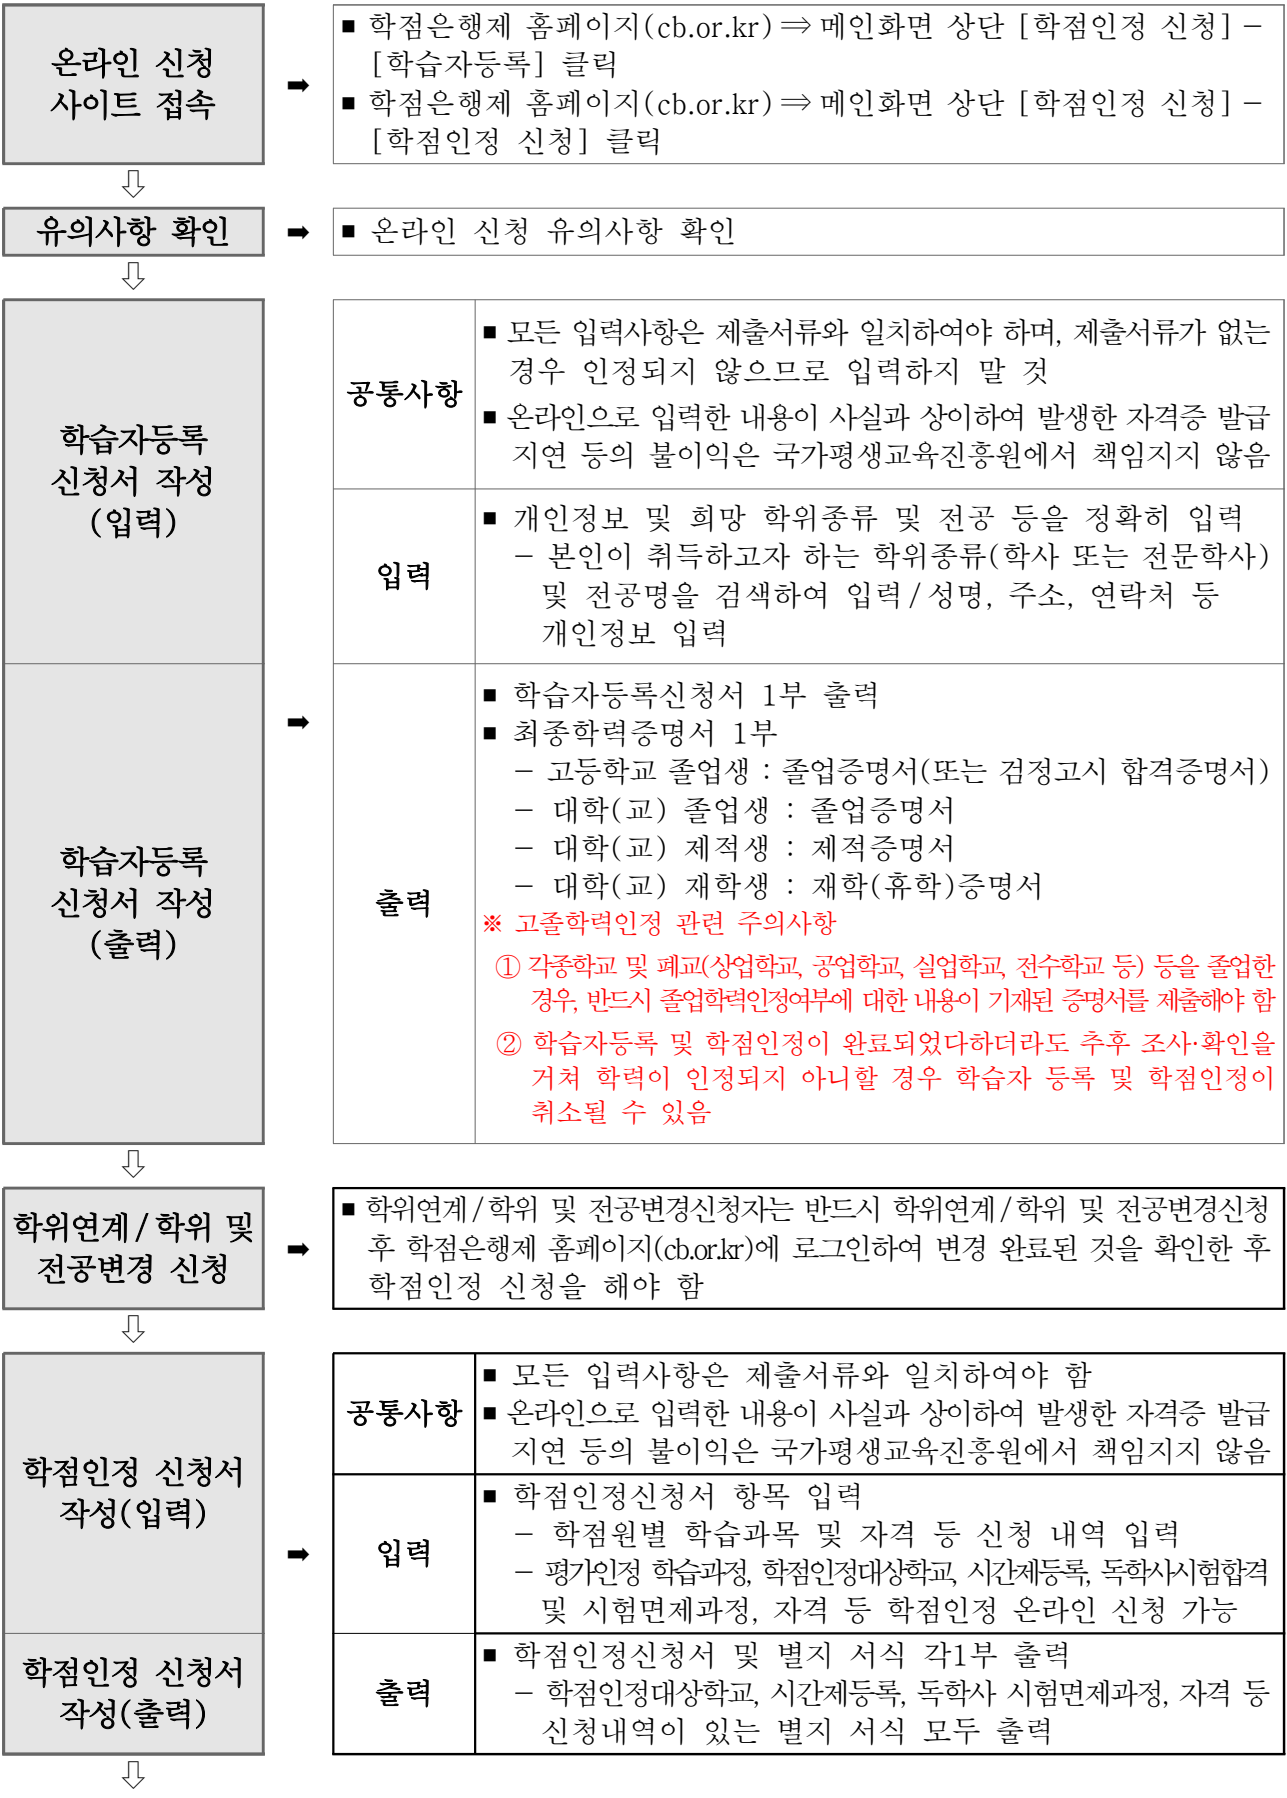 온라인 신청
사이트 접속
➡
■ 학점은행제 홈페이지(cb.or.kr)⇒메인화면 상단 [학점인정 신청]－
[학습자등록] 클릭
■ 학점은행제 홈페이지(cb.or.kr)⇒메인화면 상단 [학점인정 신청]－
[학점인정 신청] 클릭
⇩
유의사항 확인
➡
■ 온라인 신청 유의사항 확인
⇩
학습자등록
신청서 작성
(입력)
공통사항
■ 모든 입력사항은 제출서류와 일치하여야 하며, 제출서류가 없는
경우 인정되지 않으므로 입력하지 말 것
■ 온라인으로 입력한 내용이 사실과 상이하여 발생한 자격증 발급
지연 등의 불이익은 국가평생교육진흥원에서 책임지지 않음
입력
■ 개인정보 및 희망 학위종류 및 전공 등을 정확히 입력
－ 본인이 취득하고자 하는 학위종류(학사 또는 전문학사)
및 전공명을 검색하여 입력/성명, 주소, 연락처 등
개인정보 입력
➡
학습자등록
신청서 작성
(출력)
출력
■ 학습자등록신청서 1부 출력
■ 최종학력증명서 1부
－ 고등학교 졸업생 : 졸업증명서(또는 검정고시 합격증명서)
－ 대학(교) 졸업생 : 졸업증명서
－ 대학(교) 제적생 : 제적증명서
－ 대학(교) 재학생 : 재학(휴학)증명서
※ 고졸학력인정 관련 주의사항
① 각종학교 및 폐교(상업학교, 공업학교, 실업학교, 전수학교 등) 등을 졸업한
경우, 반드시 졸업학력인정여부에 대한 내용이 기재된 증명서를 제출해야 함
② 학습자등록 및 학점인정이 완료되었다하더라도 추후 조사·확인을
거쳐 학력이 인정되지 아니할 경우 학습자 등록 및 학점인정이
취소될 수 있음
⇩
학위연계/학위 및
전공변경 신청
➡
■ 학위연계/학위 및 전공변경신청자는 반드시 학위연계/학위 및 전공변경신청
후 학점은행제 홈페이지(cb.or.kr)에 로그인하여 변경 완료된 것을 확인한 후
학점인정 신청을 해야 함
⇩
학점인정 신청서
작성(입력)
공통사항
■ 모든 입력사항은 제출서류와 일치하여야 함
■ 온라인으로 입력한 내용이 사실과 상이하여 발생한 자격증 발급
지연 등의 불이익은 국가평생교육진흥원에서 책임지지 않음
➡
입력
■ 학점인정신청서 항목 입력
－ 학점원별 학습과목 및 자격 등 신청 내역 입력
－ 평가인정 학습과정, 학점인정대상학교, 시간제등록, 독학사시험합격
및 시험면제과정, 자격 등 학점인정 온라인 신청 가능
학점인정 신청서
작성(출력)
출력
■ 학점인정신청서 및 별지 서식 각1부 출력
－ 학점인정대상학교, 시간제등록, 독학사 시험면제과정, 자격 등
신청내역이 있는 별지 서식 모두 출력
⇩